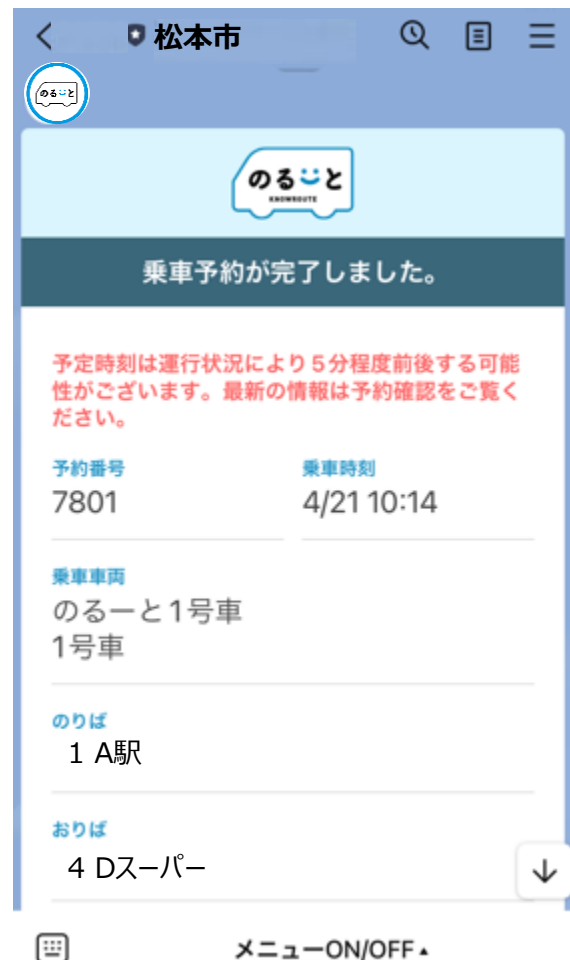 松本市
のるーと
のるーと
KNOWROUTE
乗車予約が完了しました。
予定時刻は運行状況により５分程度前後する可能
性がございます。最新の情報は予約確認をご覧く
ださい。
予約番号
7801
乗車時刻
4/21 10:14
乗車車両
のるーと1号車
1号車
のりば
１ A駅
おりば
４ Dスーパー
メニューON/OFF▲